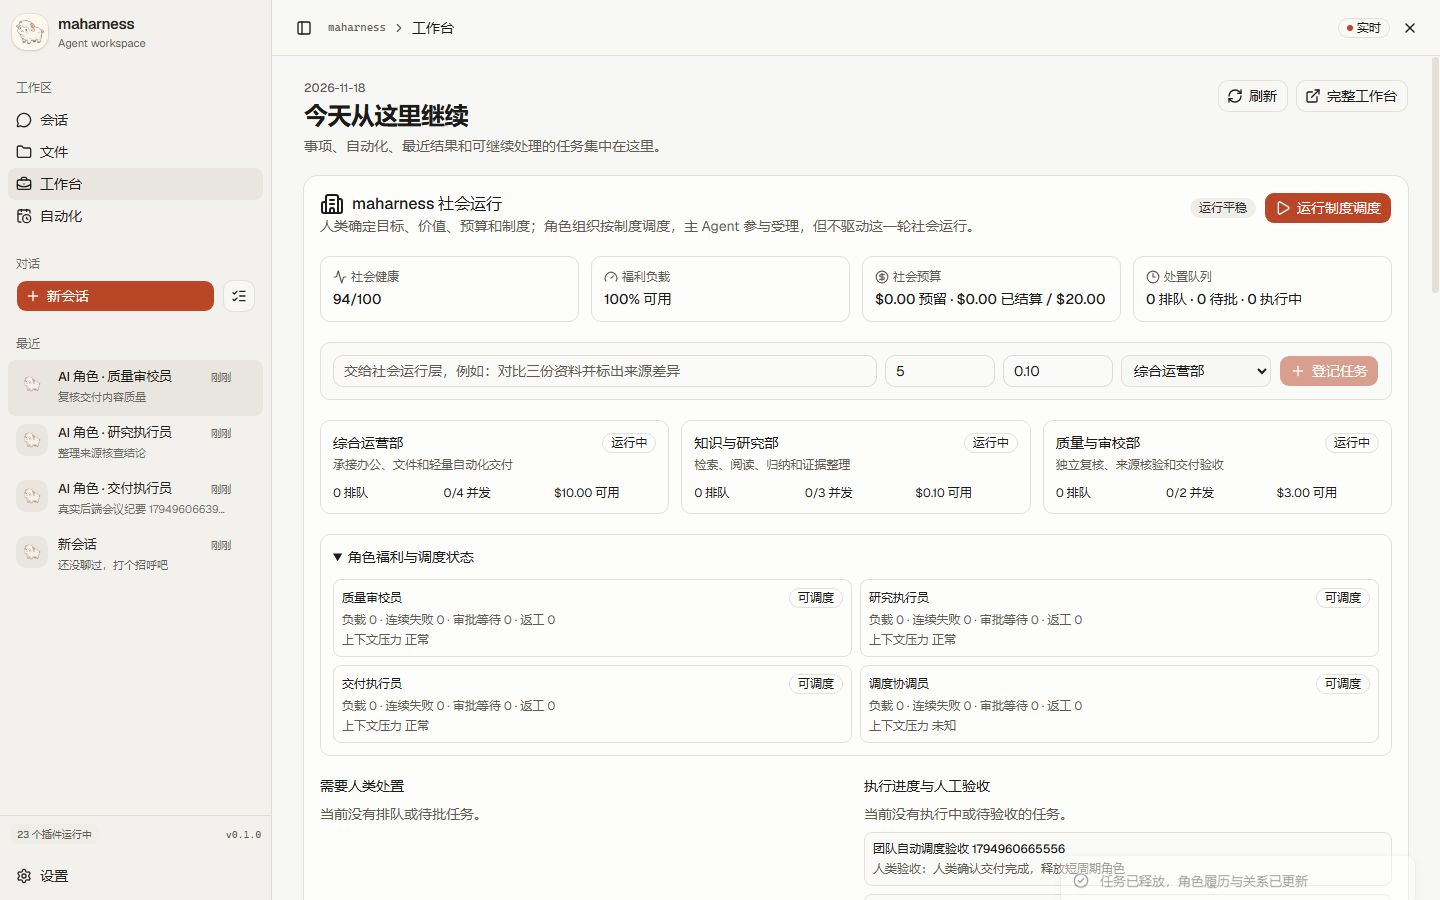 maharness
Agent workspace
工作区
会话
文件
工作台
自动化
对话
新会话
最近
AI 角色 · 质量审校员 刚刚
复核交付内容质量
AI 角色 · 研究执行员 刚刚
整理来源核查结论
AI 角色 · 交付执行员 刚刚
真实后端会议纪要 17949606639...
新会话 刚刚
还没聊过，打个招呼吧
23 个插件运行中 v0.1.0
设置
maharness > 工作台
实时
2026-11-18
今天从这里继续
事项、自动化、最近结果和可继续处理的任务集中在这里。
刷新
完整工作台
maharness 社会运行
人类确定目标、价值、预算和制度；角色组织按制度调度，主 Agent 参与受理，但不驱动这一轮社会运行。
运行平稳
运行制度调度
社会健康
94/100
福利负载
100% 可用
社会预算
$0.00 预留 · $0.00 已结算 / $20.00
处置队列
0 排队 · 0 待批 · 0 执行中
交给社会运行层，例如：对比三份资料并标出来源差异 5 0.10 综合运营部 登记任务
综合运营部 运行中
承接办公、文件和轻量自动化交付
0 排队 0/4 并发 $10.00 可用
知识与研究部 运行中
检索、阅读、归纳和证据整理
0 排队 0/3 并发 $0.10 可用
质量与审校部 运行中
独立复核、来源核验和交付验收
0 排队 0/2 并发 $3.00 可用
角色福利与调度状态
质量审校员 可调度
负载 0 · 连续失败 0 · 审批等待 0 · 返工 0
上下文压力 正常
研究执行员 可调度
负载 0 · 连续失败 0 · 审批等待 0 · 返工 0
上下文压力 正常
交付执行员 可调度
负载 0 · 连续失败 0 · 审批等待 0 · 返工 0
上下文压力 正常
调度协调员 可调度
负载 0 · 连续失败 0 · 审批等待 0 · 返工 0
上下文压力 未知
需要人类处置
当前没有排队或待批任务。
执行进度与人工验收
当前没有执行中或待验收的任务。
团队自动调度验收 1794960665556
人类验收：人类确认交付完成，释放短周期角色
任务已释放，角色履历与关系已更新